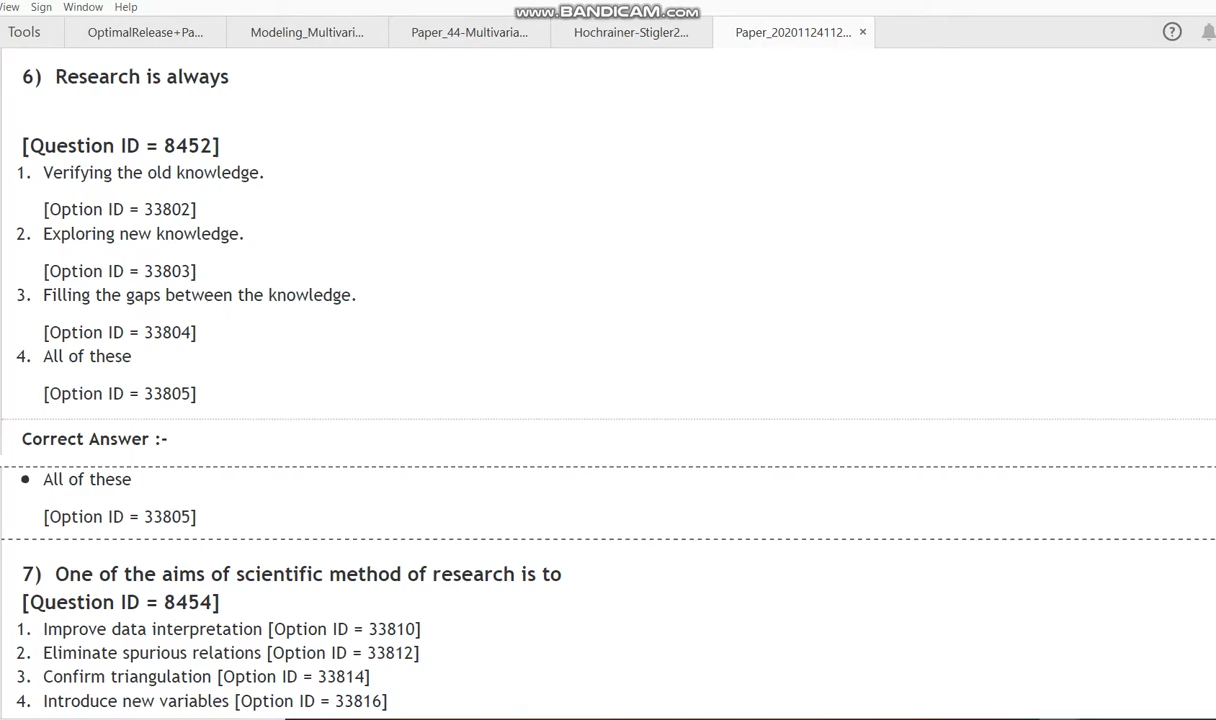 View Sign Window Help
www.BANDICAM.com
Tools OptimalRelease+Pa... Modeling_Multivari... Paper_44-Multivaria... Hochrainer-Stigler2... Paper_20201124112... ×
6) Research is always
[Question ID = 8452]
1. Verifying the old knowledge.
[Option ID = 33802]
2. Exploring new knowledge.
[Option ID = 33803]
3. Filling the gaps between the knowledge.
[Option ID = 33804]
4. All of these
[Option ID = 33805]
Correct Answer :-
• All of these
[Option ID = 33805]
7) One of the aims of scientific method of research is to
[Question ID = 8454]
1. Improve data interpretation [Option ID = 33810]
2. Eliminate spurious relations [Option ID = 33812]
3. Confirm triangulation [Option ID = 33814]
4. Introduce new variables [Option ID = 33816]